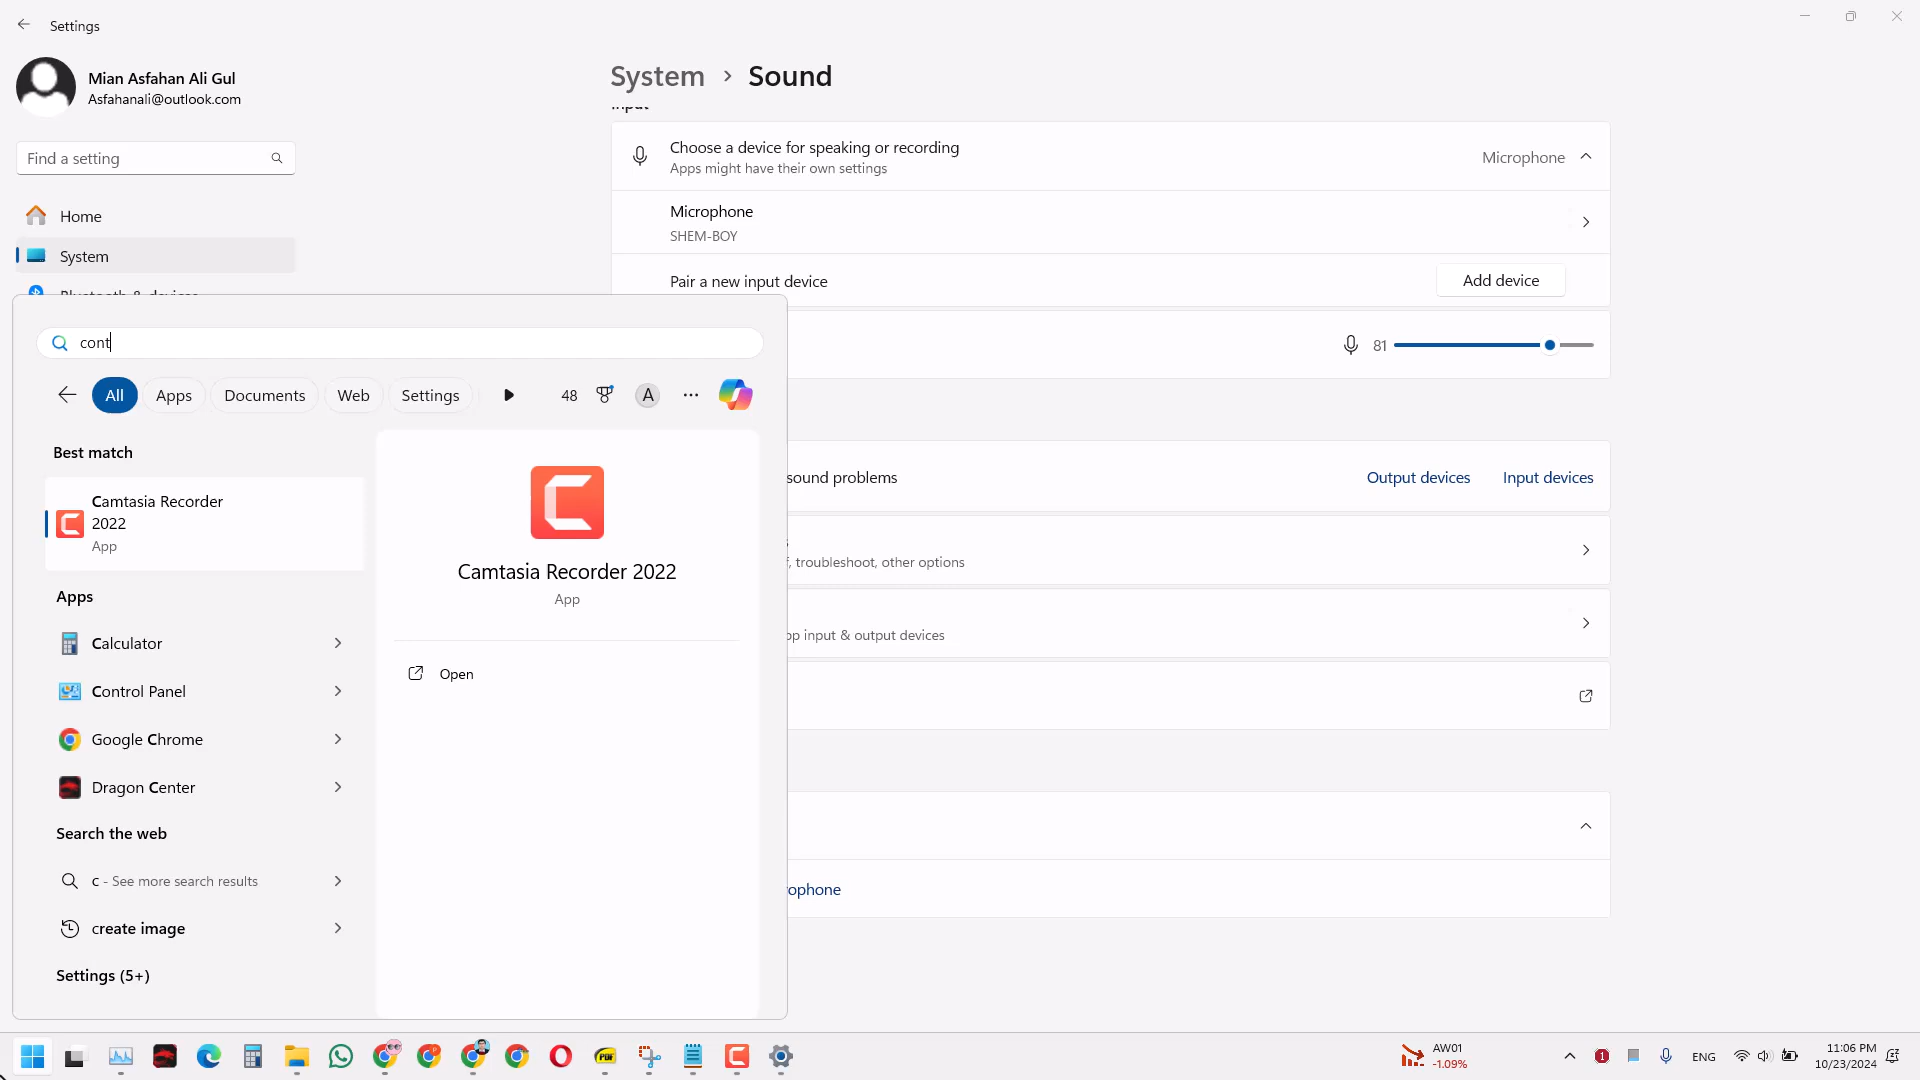 Settings
Mian Asfahan Ali Gul
Asfahanali@outlook.com
Find a setting
Home
System
System > Sound
Choose a device for speaking or recording
Apps might have their own settings
Microphone
Microphone
SHEM-BOY
Pair a new input device
Add device
81
sound problems
Output devices
Input devices
troubleshoot, other options
input & output devices
cont
All
Apps
Documents
Web
Settings
48
A
Best match
Camtasia Recorder
2022
App
Apps
Calculator
Control Panel
Google Chrome
Dragon Center
Search the web
c - See more search results
create image
Settings (5+)
Camtasia Recorder 2022
App
Open
PDF
AW01
-1.09%
1
ENG
11:06 PM
10/23/2024